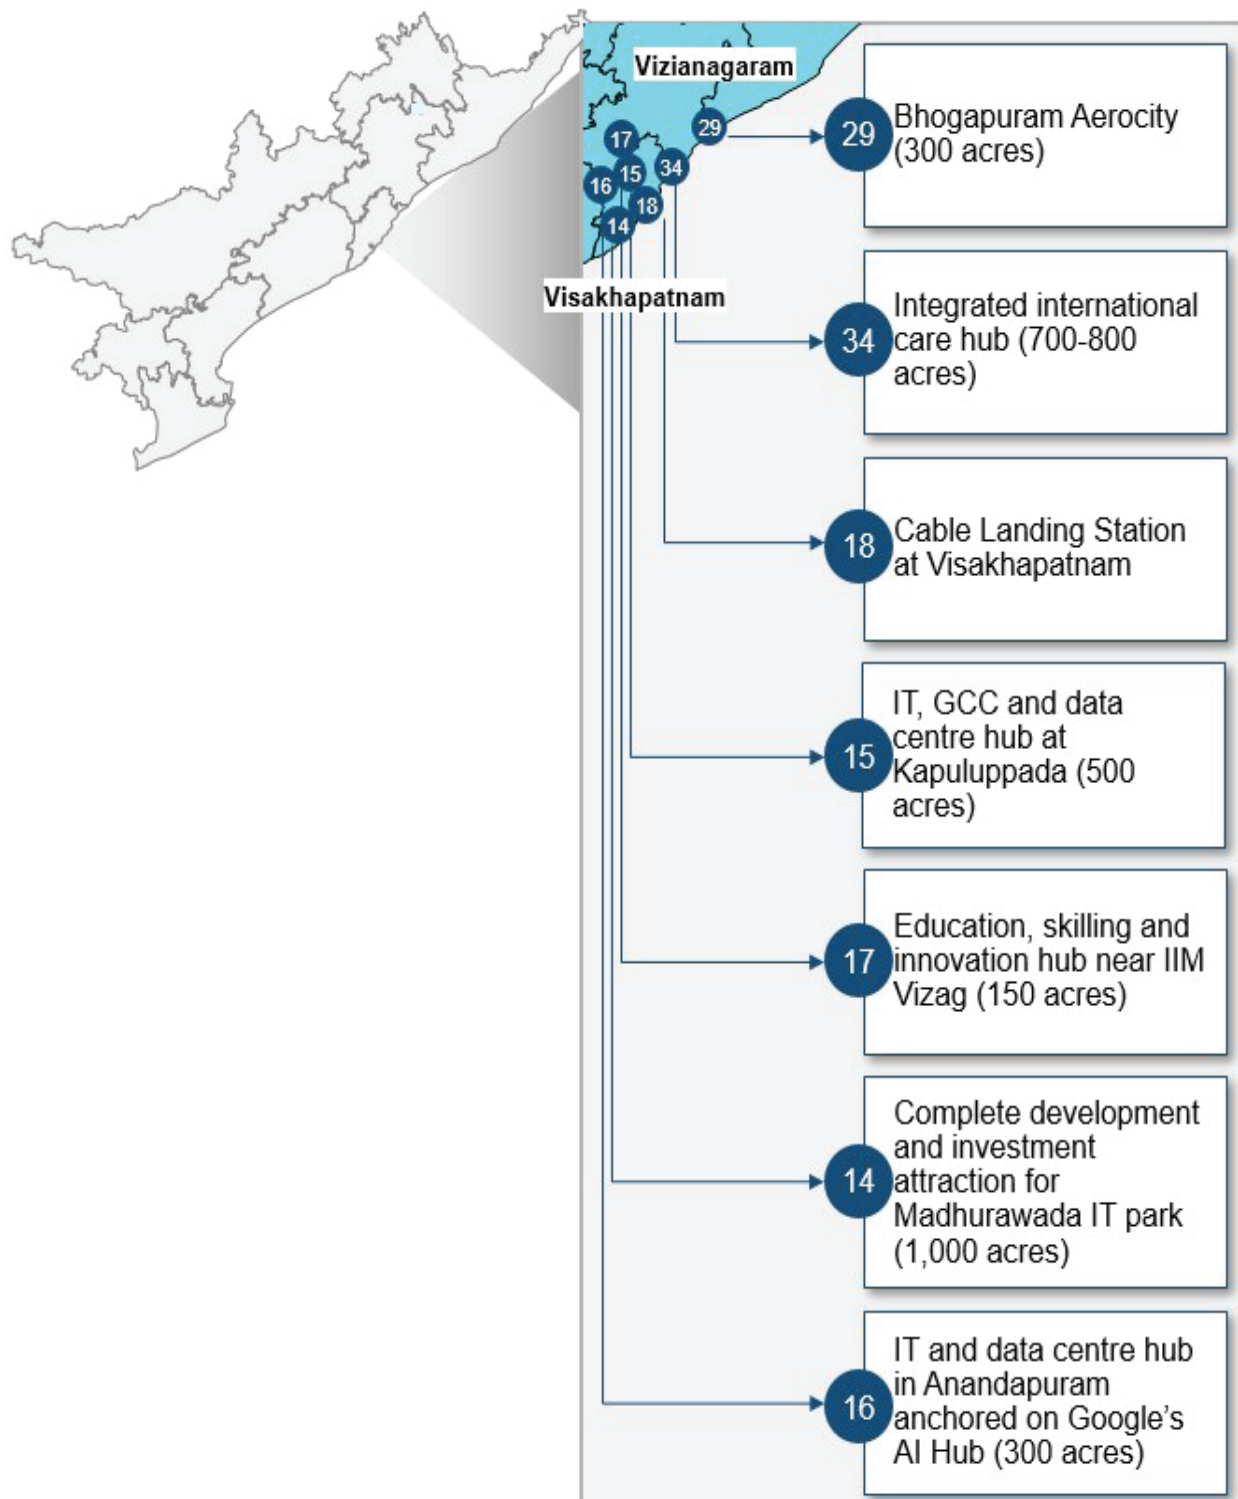 Vizianagaram
29
17
34
15
16
18
14
Visakhapatnam
29
Bhogapuram Aerocity
(300 acres)
34
Integrated international
care hub (700-800
acres)
18
Cable Landing Station
at Visakhapatnam
15
IT, GCC and data
centre hub at
Kapuluppada (500
acres)
17
Education, skilling and
innovation hub near IIM
Vizag (150 acres)
14
Complete development
and investment
attraction for
Madhurawada IT park
(1,000 acres)
16
IT and data centre hub
in Anandapuram
anchored on Google’s
AI Hub (300 acres)